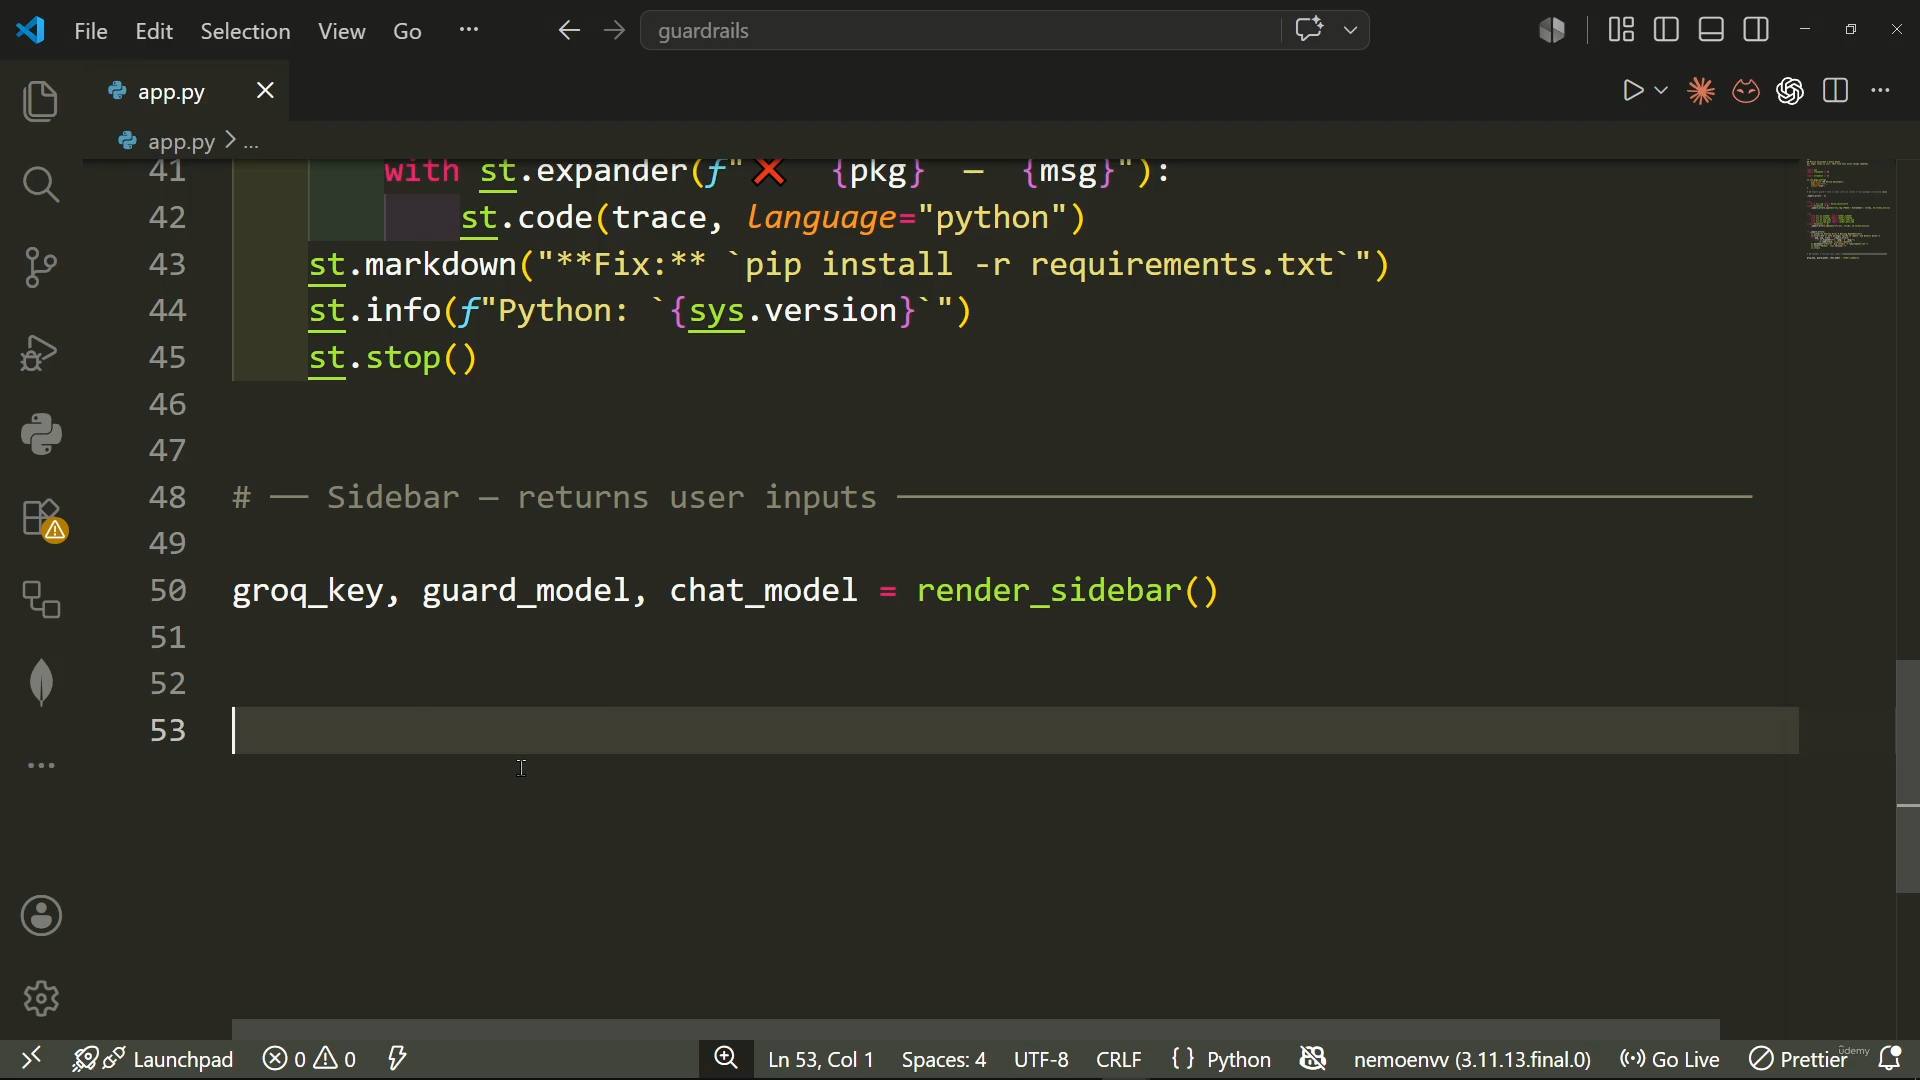 File Edit Selection View Go ··· guardrails
app.py
app.py > ...
41 with st.expander(f"❌ {pkg} — {msg}"):
42 st.code(trace, language="python")
43 st.markdown("**Fix:** `pip install -r requirements.txt`")
44 st.info(f"Python: `{sys.version}`")
45 st.stop()
46
47
48 # —— Sidebar — returns user inputs ——————————————————————
49
50 groq_key, guard_model, chat_model = render_sidebar()
51
52
53
Launchpad 0 0 Ln 53, Col 1 Spaces: 4 UTF-8 CRLF { } Python nemoenvv (3.11.13.final.0) Go Live Prettier
udemy